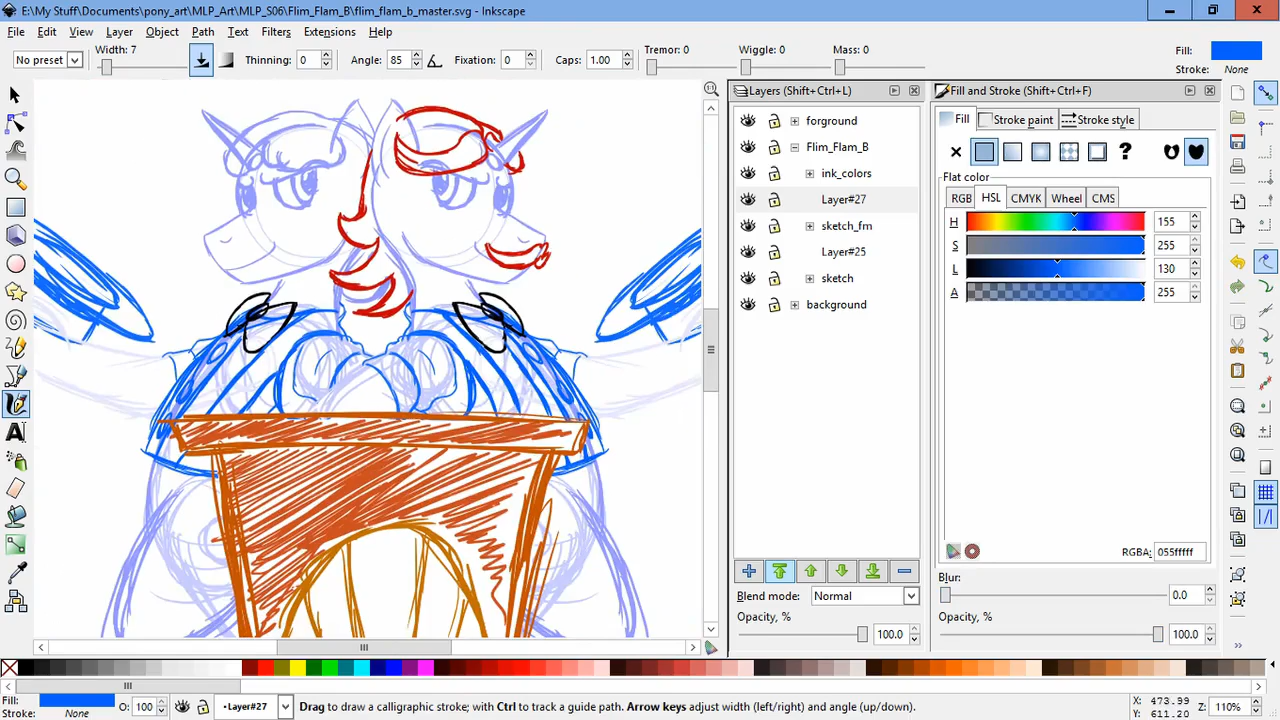 E:\My Stuff\Documents\pony_art\MLP_Art\MLP_S06\Flim_Flam_B\flim_flam_b_master.svg - Inkscape
File Edit View Layer Object Path Filters Text Extensions Help
No preset Width: 7 Thinning: 0 Angle: 85 Fixation: 0 Caps: 1.00 Tremor: 0 Wiggle: 0 Mass: 0
Fill:
Stroke: None
Layers (Shift+Ctrl+L)
forground
Flim_Flam_B
ink_colors
Layer#27
sketch_fm
Layer#25
sketch
background
Blend mode: Normal
Opacity, %
100.0
Fill and Stroke (Shift+Ctrl+F)
Fill Stroke paint Stroke style
?
Flat color
RGB HSL CMYK Wheel CMS
H 155
S 255
L 130
A 255
RGBA: 055fffff
Blur:
0.0
Opacity, %
100.0
Fill:
Stroke: None
O: 100
•Layer#27
Drag to draw a calligraphic stroke; with Ctrl to track a guide path. Arrow keys adjust width (left/right) and angle (up/down).
X: 473.99
Y: 611.20
Z: 110%